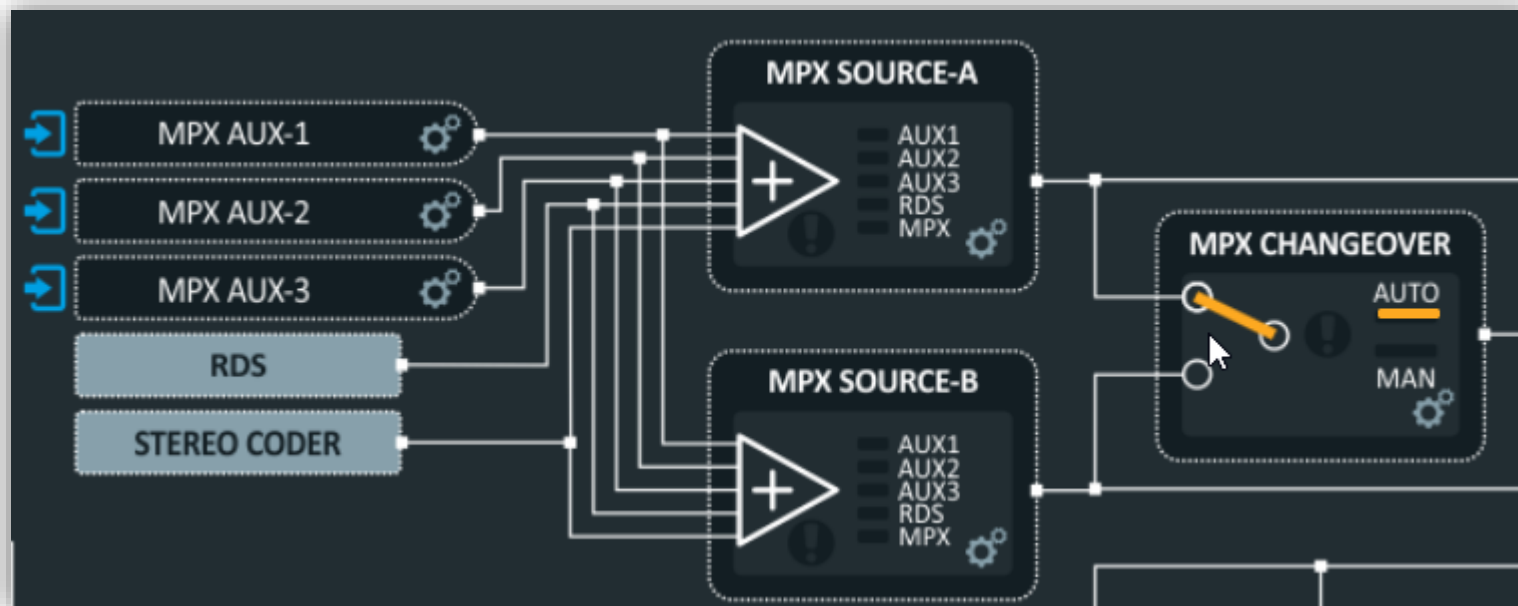 MPX AUX-1
MPX AUX-2
MPX AUX-3
RDS
STEREO CODER
MPX SOURCE-A
AUX1
AUX2
AUX3
RDS
MPX
MPX SOURCE-B
AUX1
AUX2
AUX3
RDS
MPX
MPX CHANGEOVER
AUTO
MAN